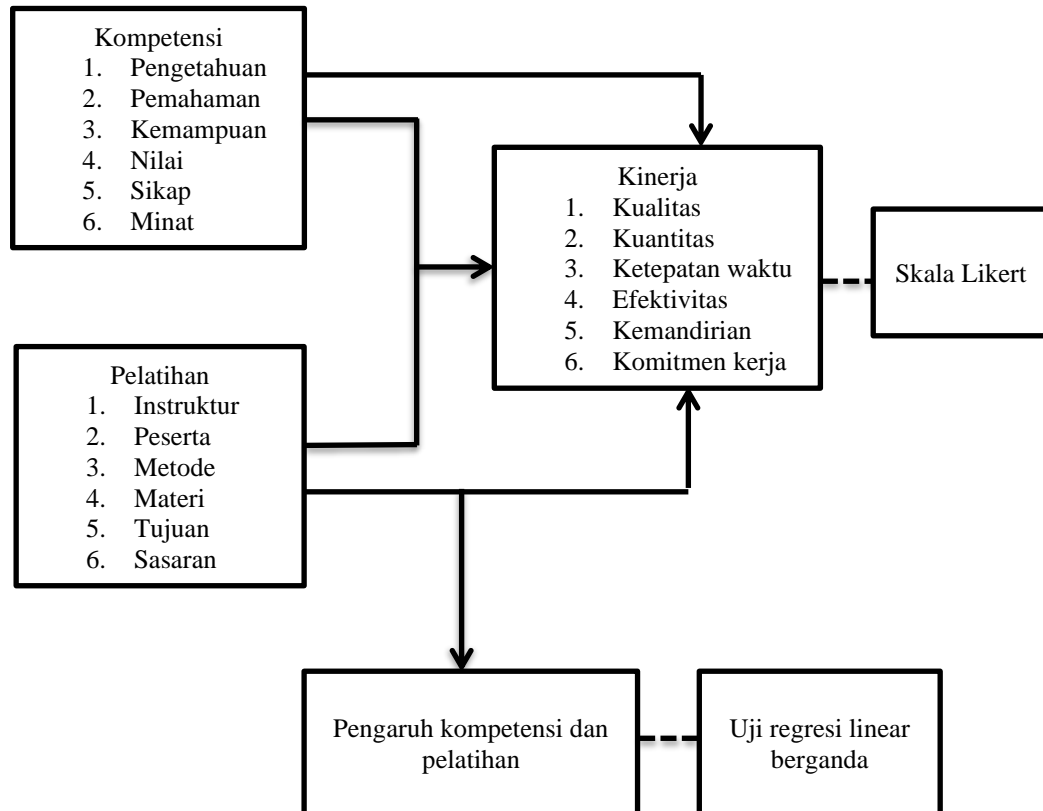 Kompetensi
1. Pengetahuan
2. Pemahaman
3. Kemampuan
4. Nilai
5. Sikap
6. Minat
Kinerja
1. Kualitas
2. Kuantitas
3. Ketepatan waktu
4. Efektivitas
5. Kemandirian
6. Komitmen kerja
Skala Likert
Pelatihan
1. Instruktur
2. Peserta
3. Metode
4. Materi
5. Tujuan
6. Sasaran
Pengaruh kompetensi dan
pelatihan
Uji regresi linear
berganda